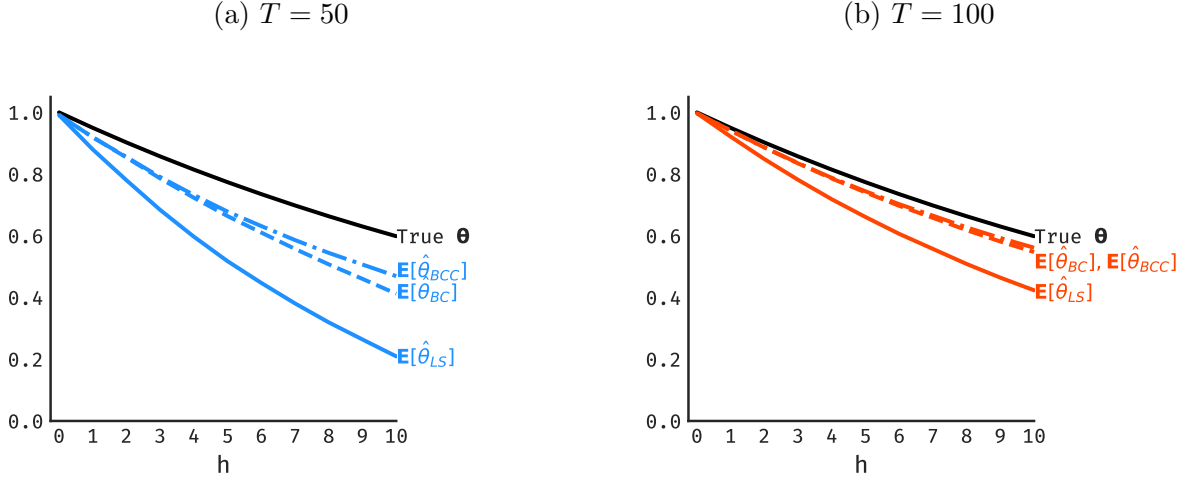 (a) T = 50
1.0
0.8
0.6
0.4
0.2
0.0
0 1 2 3 4 5 6 7 8 9 10
h
True θ
E[θ̂_BCC]
E[θ̂_BC]
E[θ̂_LS]
(b) T = 100
1.0
0.8
0.6
0.4
0.2
0.0
0 1 2 3 4 5 6 7 8 9 10
h
True θ
E[θ̂_BC], E[θ̂_BCC]
E[θ̂_LS]